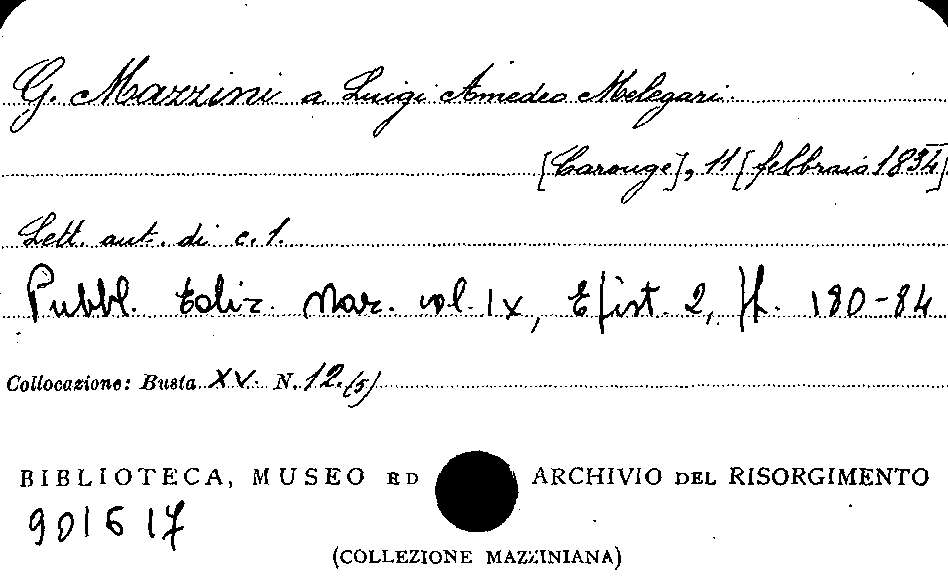 G. Mazzini a Luigi Amedeo Melegari.
[Carouge], 11 [febbraio 1834]
Lett. aut. di c. 1.
Pubbl. Ediz. Naz. vol. IX, Epist. 2, pp. 180-84
Collocazione: Busta XV. N. 12.(5)
BIBLIOTECA, MUSEO ED ARCHIVIO DEL RISORGIMENTO
901617
(COLLEZIONE MAZZINIANA)